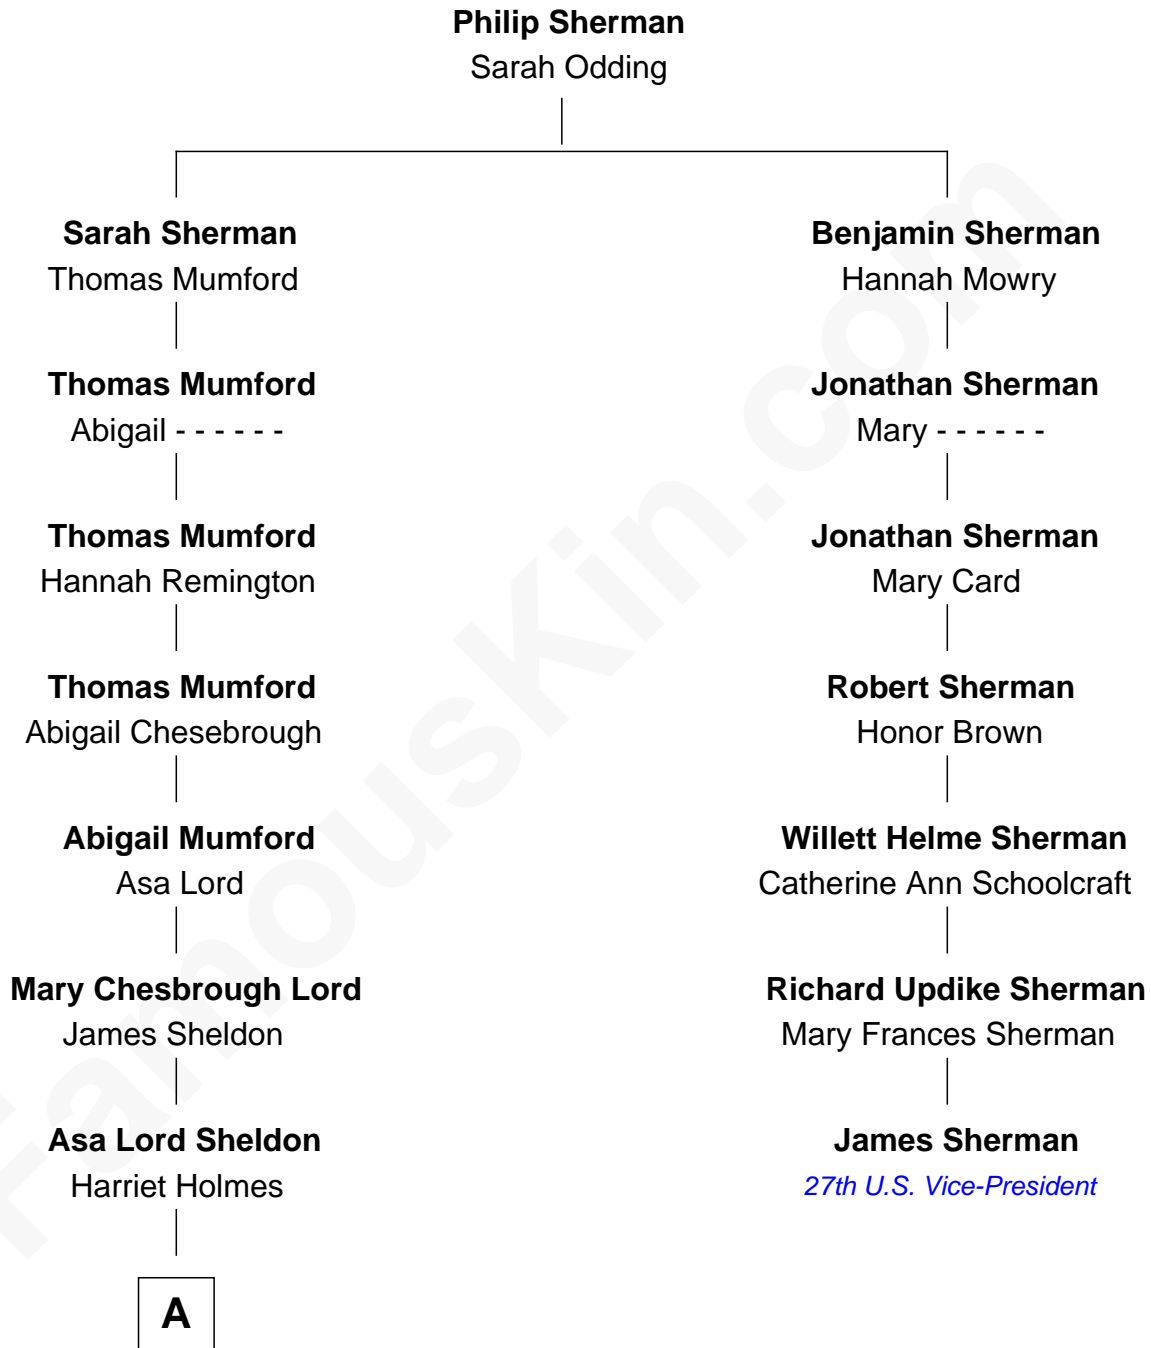 Philip Sherman
Sarah Odding
Sarah Sherman
Thomas Mumford
Benjamin Sherman
Hannah Mowry
Thomas Mumford
Abigail - - - - - -
Jonathan Sherman
Mary - - - - - -
Thomas Mumford
Hannah Remington
Jonathan Sherman
Mary Card
Thomas Mumford
Abigail Chesebrough
Robert Sherman
Honor Brown
Abigail Mumford
Asa Lord
Willett Helme Sherman
Catherine Ann Schoolcraft
Mary Chesbrough Lord
James Sheldon
Richard Updike Sherman
Mary Frances Sherman
Asa Lord Sheldon
Harriet Holmes
James Sherman
27th U.S. Vice-President
A
FamousKin.com